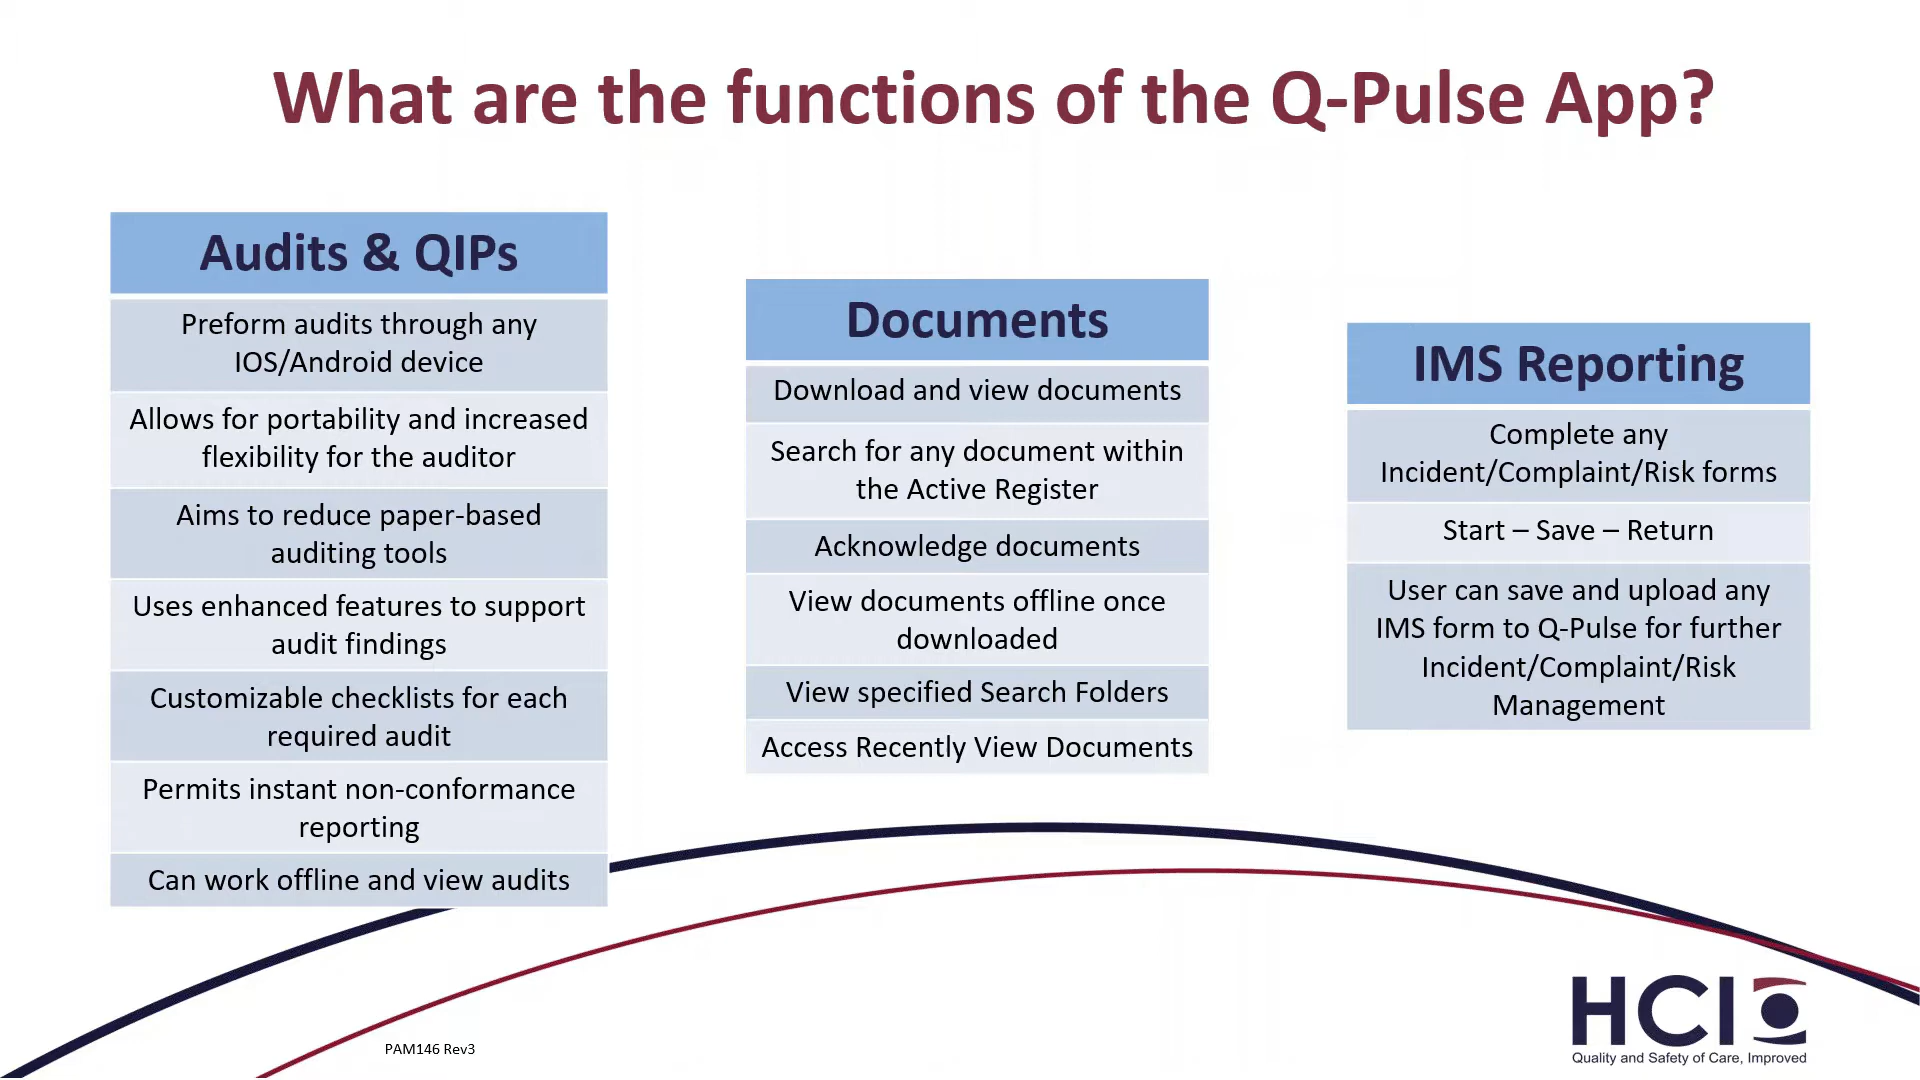 What are the functions of the Q-Pulse App?
Audits & QIPs
Preform audits through any
IOS/Android device
Allows for portability and increased
flexibility for the auditor
Aims to reduce paper-based
auditing tools
Uses enhanced features to support
audit findings
Customizable checklists for each
required audit
Permits instant non-conformance
reporting
Can work offline and view audits
Documents
Download and view documents
Search for any document within
the Active Register
Acknowledge documents
View documents offline once
downloaded
View specified Search Folders
Access Recently View Documents
IMS Reporting
Complete any
Incident/Complaint/Risk forms
Start – Save – Return
User can save and upload any
IMS form to Q-Pulse for further
Incident/Complaint/Risk
Management
PAM146 Rev3
HCI
Quality and Safety of Care, Improved